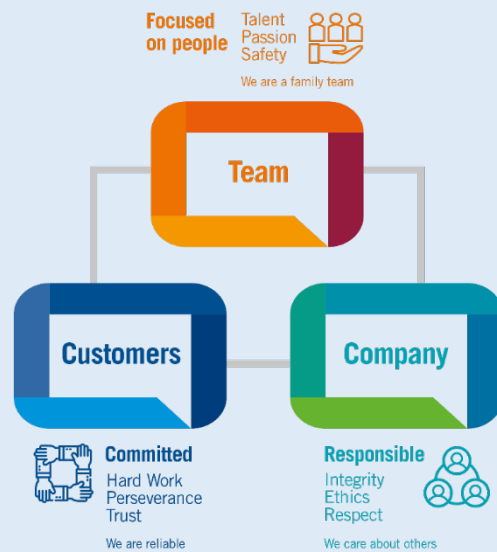 Focused
on people
Talent
Passion
Safety
We are a family team
Team
Customers
Company
Committed
Hard Work
Perseverance
Trust
We are reliable
Responsible
Integrity
Ethics
Respect
We care about others